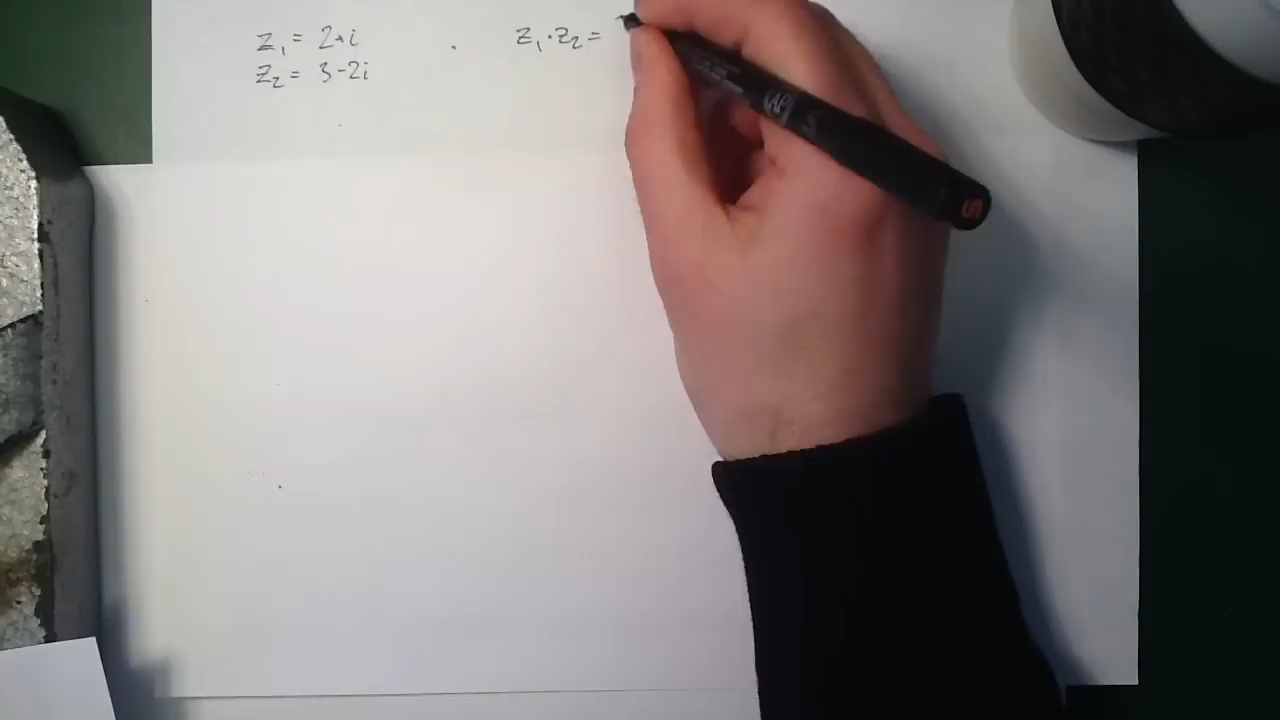 z₁ = 2+i
z₂ = 3-2i
z₁·z₂ =